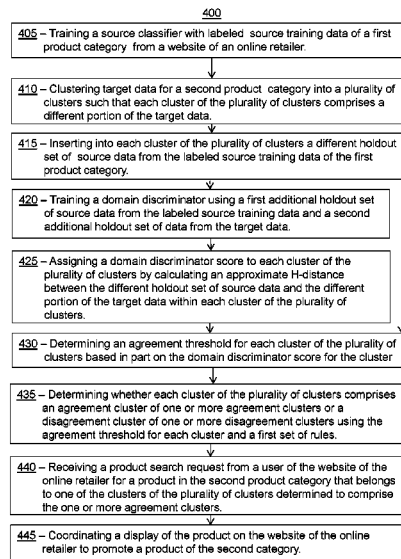 400
405 – Training a source classifier with labeled source training data of a
first product category from a website of an online retailer.
410 – Clustering target data for a second product category into a plurality of
clusters such that each cluster of the plurality of clusters comprises a
different portion of the target data.
415 – Inserting into each cluster of the plurality of clusters a different holdout
set of source data from the labeled source training data of the first
product category.
420 – Training a domain discriminator using a first additional holdout set
of source data from the labeled source training data and a second
additional holdout set of data from the target data.
425 – Assigning a domain discriminator score to each cluster of the
plurality of clusters by calculating an approximate H-distance
between the different holdout set of source data and the different
portion of the target data within each cluster of the plurality of
clusters.
430 – Determining an agreement threshold for each cluster of the plurality of
clusters based in part on the domain discriminator score for the cluster
435 – Determining whether each cluster of the plurality of clusters comprises
an agreement cluster of one or more agreement clusters or a
disagreement cluster of one or more disagreement clusters using the
agreement threshold for each cluster and a first set of rules.
440 – Receiving a product search request from a user of the website of the
online retailer for a product in the second product category that belongs
to one of the clusters of the plurality of clusters determined to comprise
the one or more agreement clusters.
445 – Coordinating a display of the product on the website of the online
retailer to promote a product of the second category.